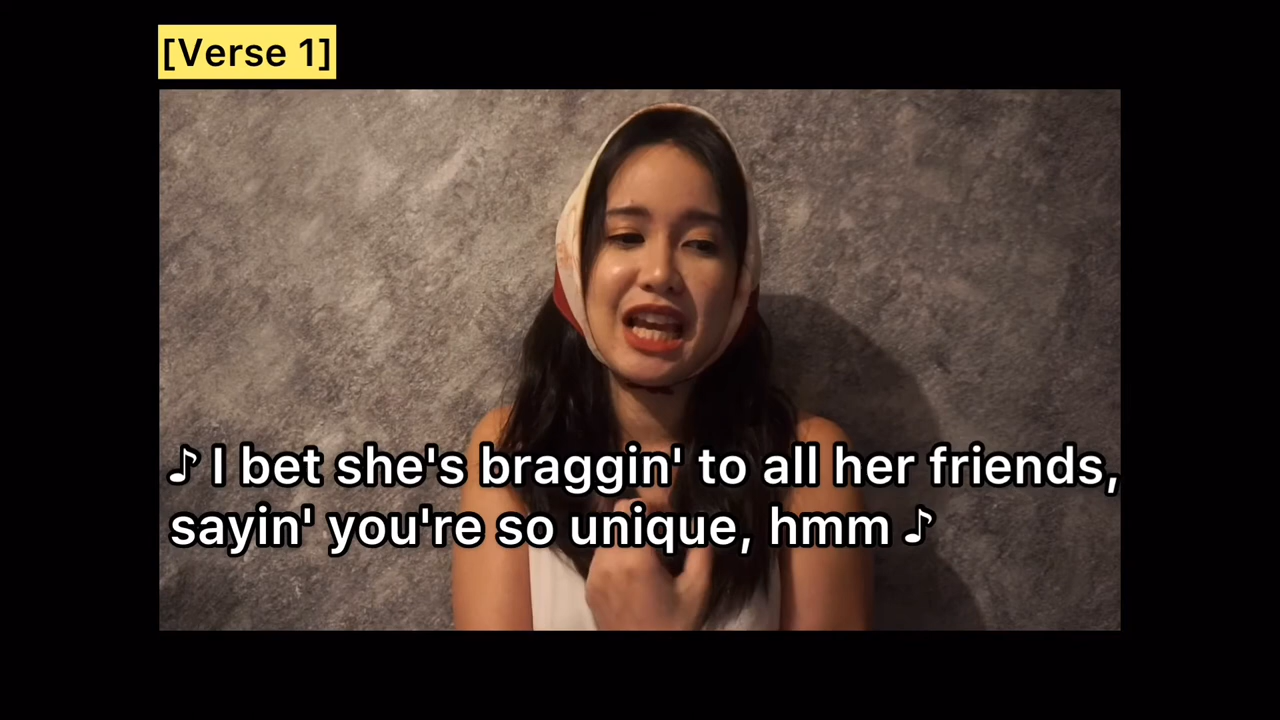 [Verse 1]
♪ I bet she's braggin' to all her friends,
sayin' you're so unique, hmm ♪